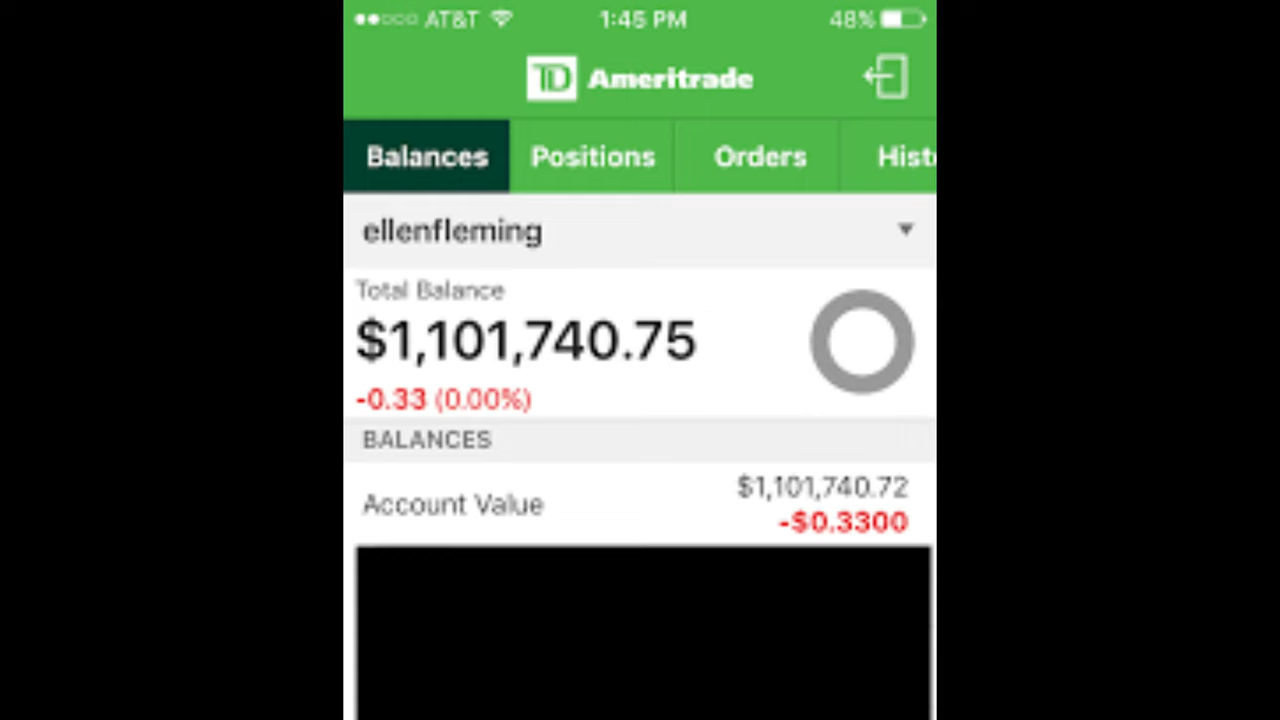 AT&T 1:45 PM 48%
TD Ameritrade
Balances Positions Orders Hist
ellenfleming
Total Balance
$1,101,740.75
-0.33 (0.00%)
BALANCES
$1,101,740.72
Account Value
-$0.3300